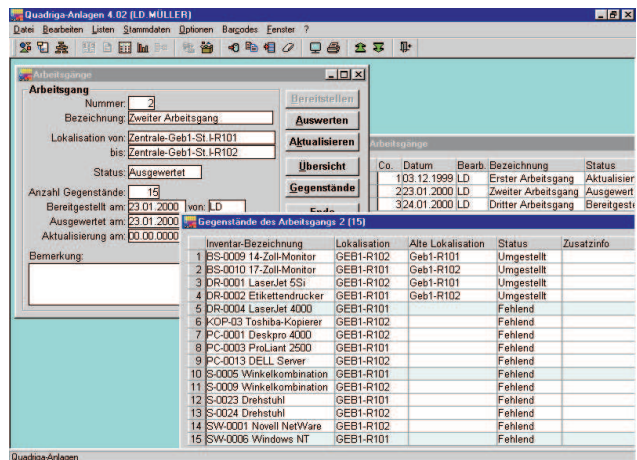 Quadriga-Anlagen 4.02 (LD MÜLLER)
Datei Bearbeiten Listen Stammdaten Optionen Barcodes Fenster ?
Arbeitsgänge
Arbeitsgang
Nummer: 2
Bezeichnung: Zweiter Arbeitsgang
Lokalisation von: Zentrale-Geb1-St.I-R101
bis: Zentrale-Geb1-St.I-R102
Status: Ausgewertet
Anzahl Gegenstände: 15
Bereitgestellt am: 23.01.2000 von: LD
Ausgewertet am: 23.01.2000
Aktualisierung am: 00.00.0000
Bemerkung:
Bereitstellen
Auswerten
Aktualisieren
Übersicht
Gegenstände
Ende
Arbeitsgänge
Co. Datum Bearb. Bezeichnung Status
1 03.12.1999 LD Erster Arbeitsgang Aktualisier
2 23.01.2000 LD Zweiter Arbeitsgang Ausgewert
3 24.01.2000 LD Dritter Arbeitsgang Bereitgeste
Gegenstände des Arbeitsgangs 2 (15)
Inventar-Bezeichnung Lokalisation Alte Lokalisation Status Zusatzinfo
1 BS-0009 14-Zoll-Monitor GEB1-R102 Geb1-R101 Umgestellt
2 BS-0010 17-Zoll-Monitor GEB1-R101 Geb1-R102 Umgestellt
3 DR-0001 LaserJet 5Si GEB1-R102 Geb1-R101 Umgestellt
4 DR-0002 Etikettendrucker GEB1-R101 Geb1-R102 Umgestellt
5 DR-0004 LaserJet 4000 GEB1-R101 Fehlend
6 KOP-03 Toshiba-Kopierer GEB1-R102 Fehlend
7 PC-0001 Deskpro 4000 GEB1-R102 Fehlend
8 PC-0003 ProLiant 2500 GEB1-R101 Fehlend
9 PC-0013 DELL Server GEB1-R102 Fehlend
10 S-0005 Winkelkombination GEB1-R101 Fehlend
11 S-0009 Winkelkombination GEB1-R102 Fehlend
12 S-0023 Drehstuhl GEB1-R101 Fehlend
13 S-0024 Drehstuhl GEB1-R101 Fehlend
14 SW-0001 Novell NetWare GEB1-R102 Fehlend
15 SW-0006 Windows NT GEB1-R101 Fehlend
Quadriga-Anlagen